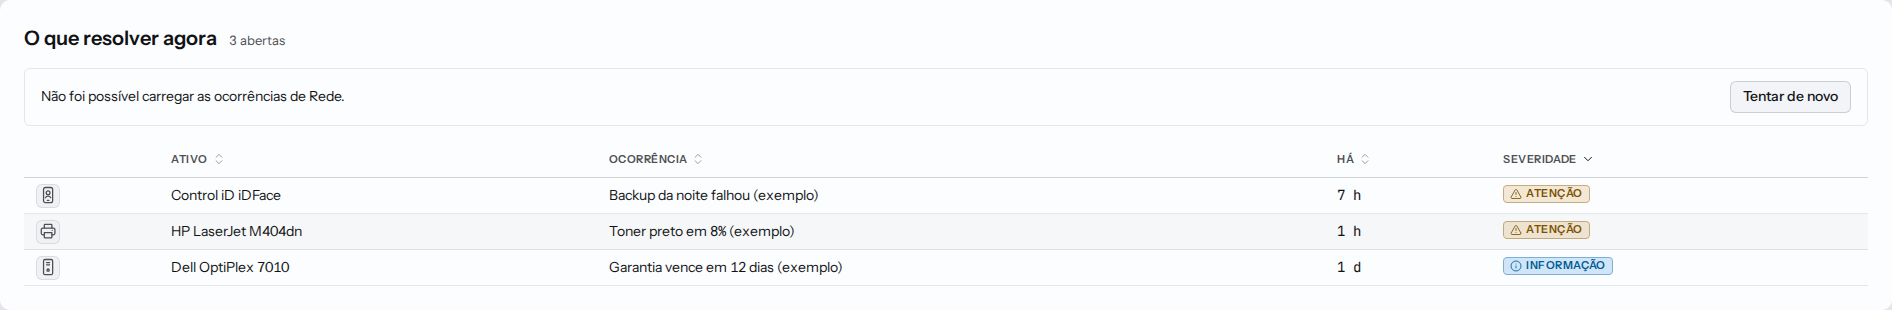 O que resolver agora 3 abertas
Não foi possível carregar as ocorrências de Rede. Tentar de novo
ATIVO OCORRÊNCIA HÁ SEVERIDADE
Control iD iDFace Backup da noite falhou (exemplo) 7 h ATENÇÃO
HP LaserJet M404dn Toner preto em 8% (exemplo) 1 h ATENÇÃO
Dell OptiPlex 7010 Garantia vence em 12 dias (exemplo) 1 d INFORMAÇÃO